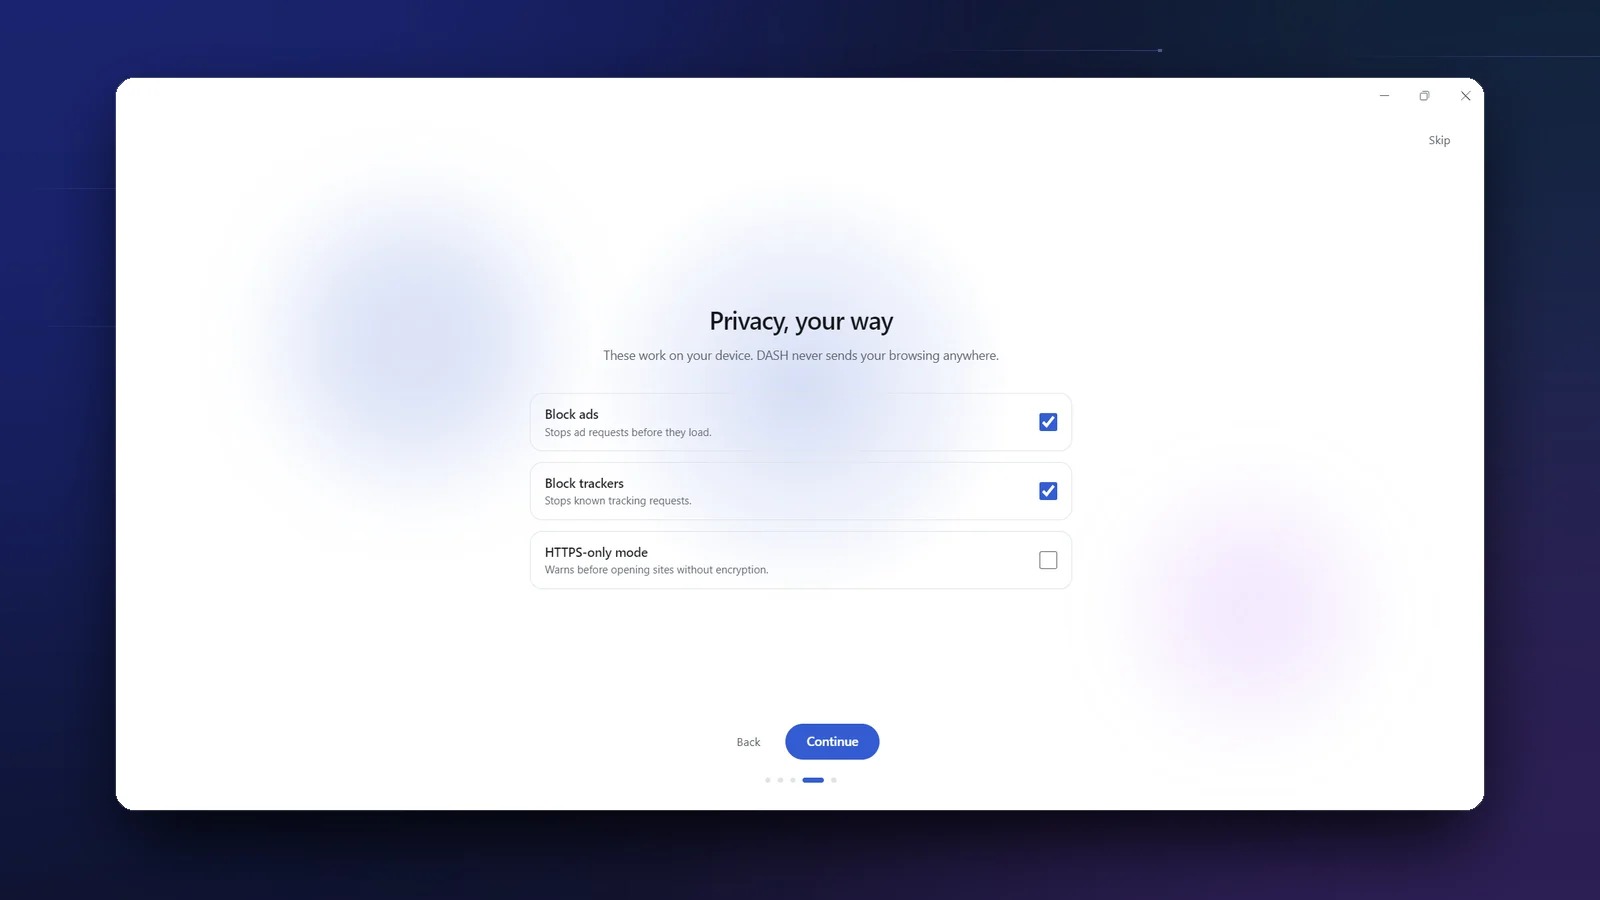 Skip
Privacy, your way
These work on your device. DASH never sends your browsing anywhere.
Block ads
Stops ad requests before they load.
Block trackers
Stops known tracking requests.
HTTPS-only mode
Warns before opening sites without encryption.
Back
Continue